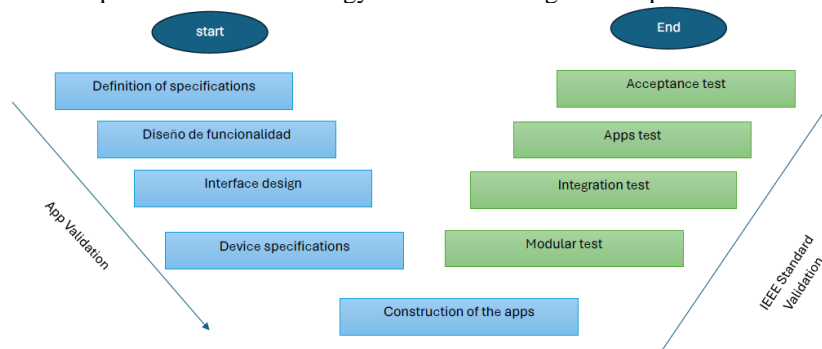 start
End
Definition of specifications
Acceptance test
Diseño de funcionalidad
Apps test
Interface design
Integration test
Device specifications
Modular test
Construction of the apps
App Validation
IEEE Standard
Validation